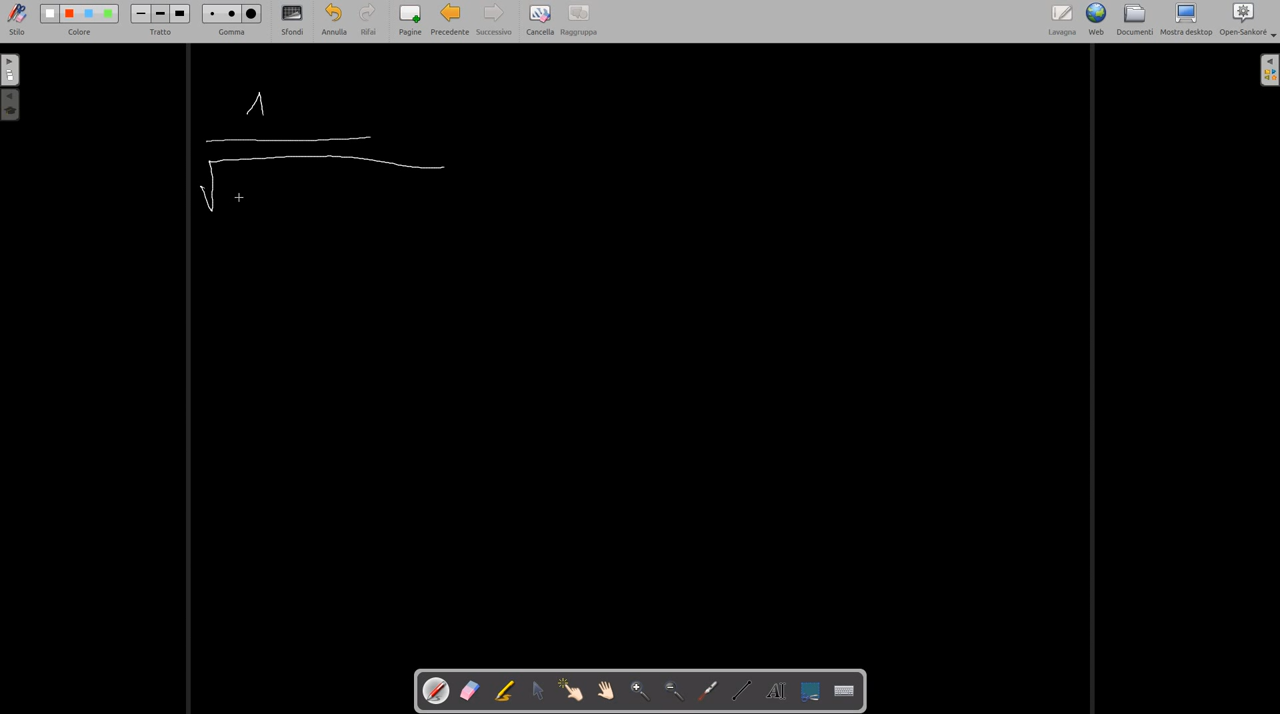 Stilo Colore Tratto Gomma Sfondi Annulla Rifai Pagine Precedente Successivo Cancella Raggruppa Lavagna Web Documenti Mostra desktop Open-Sankoré
1
√
AI